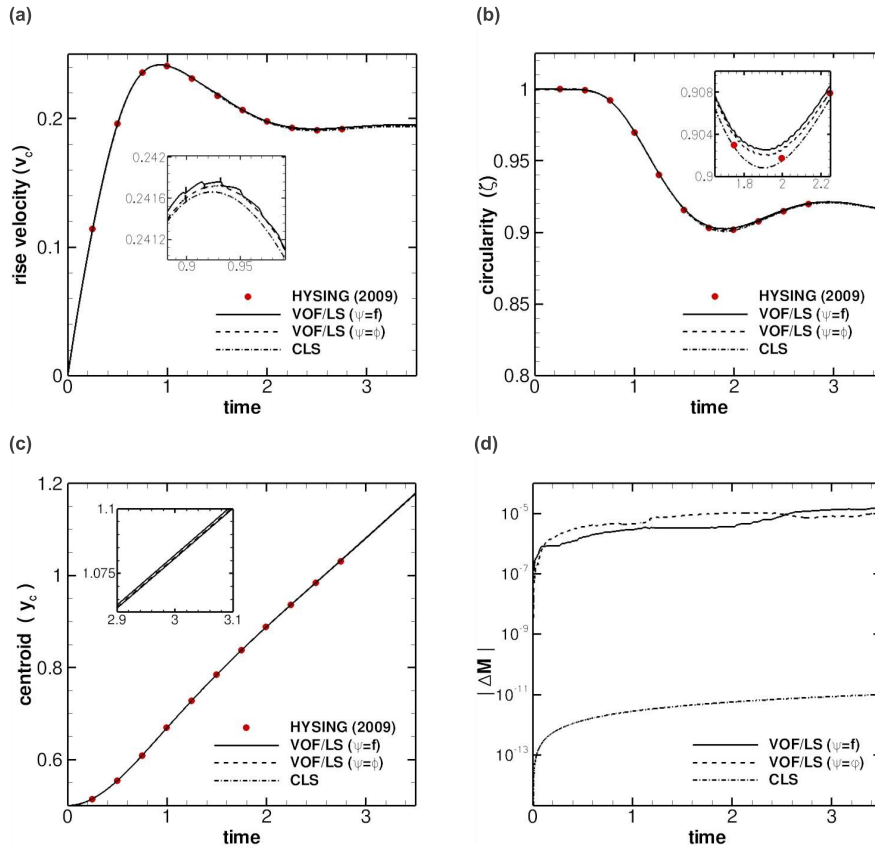 (a)
rise velocity (v_c)
0.2
0.1
0
0.242
0.2416
0.2412
0.9
0.95
HYSING (2009)
VOF/LS (ψ=f)
VOF/LS (ψ=ϕ)
CLS
0
1
2
3
time
(b)
circularity (ζ)
1
0.95
0.9
0.85
0.8
0.908
0.904
0.9
1.75
2
2.25
HYSING (2009)
VOF/LS (ψ=f)
VOF/LS (ψ=ϕ)
CLS
0
1
2
3
time
(c)
centroid ( y_c )
1.2
1
0.8
0.6
1.1
1.075
2.9
3
3.1
HYSING (2009)
VOF/LS (ψ=f)
VOF/LS (ψ=ϕ)
CLS
0
1
2
3
time
(d)
| ΔM |
10^-5
10^-7
10^-9
10^-11
10^-13
VOF/LS (ψ=f)
VOF/LS (ψ=φ)
CLS
0
1
2
3
time